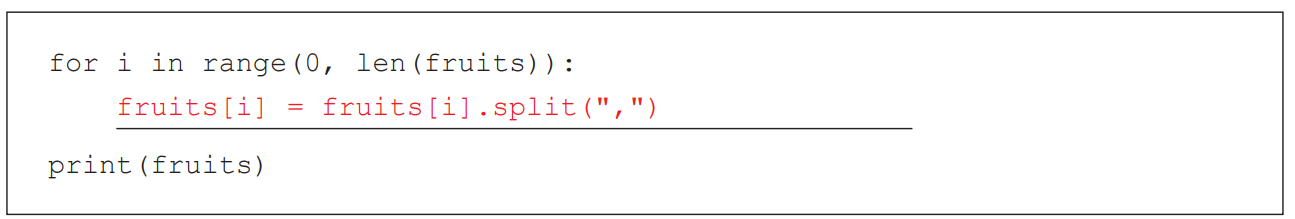 for i in range(0, len(fruits)):
    fruits[i] = fruits[i].split(",")
print(fruits)